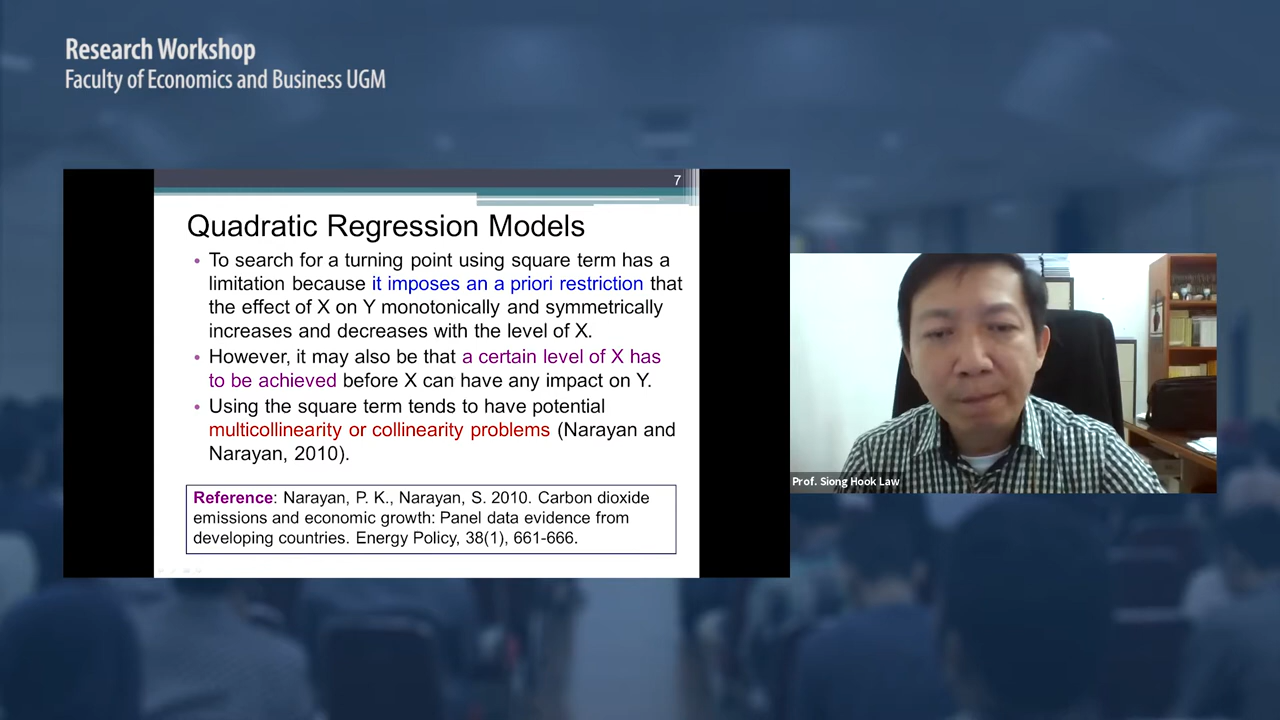 Research Workshop
Faculty of Economics and Business UGM
7
Quadratic Regression Models
• To search for a turning point using square term has a
limitation because it imposes an a priori restriction that
the effect of X on Y monotonically and symmetrically
increases and decreases with the level of X.
• However, it may also be that a certain level of X has
to be achieved before X can have any impact on Y.
• Using the square term tends to have potential
multicollinearity or collinearity problems (Narayan and
Narayan, 2010).
Reference: Narayan, P. K., Narayan, S. 2010. Carbon dioxide
emissions and economic growth: Panel data evidence from
developing countries. Energy Policy, 38(1), 661-666.
Prof. Siong Hook Law